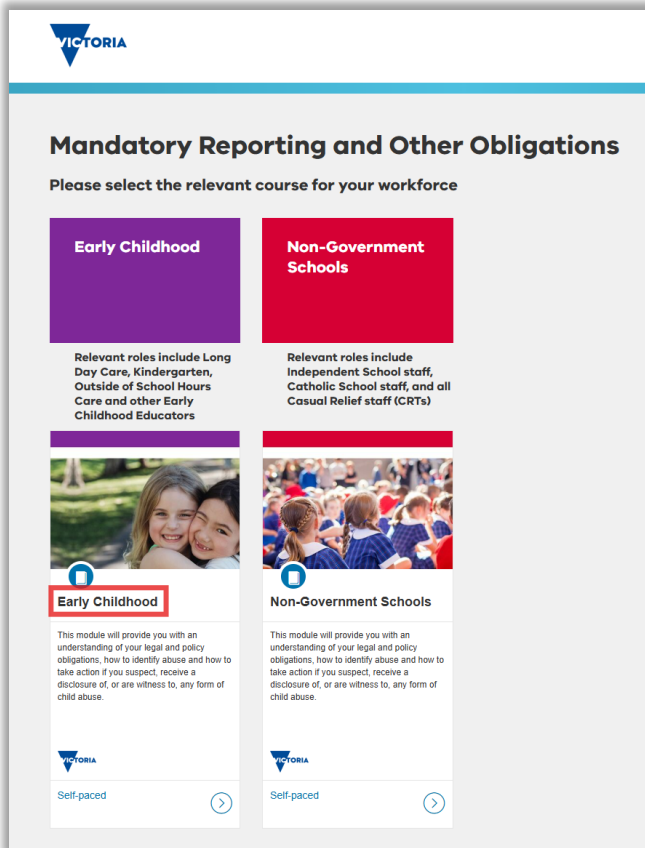 VICTORIA
Mandatory Reporting and Other Obligations
Please select the relevant course for your workforce
Early Childhood
Relevant roles include Long
Day Care, Kindergarten,
Outside of School Hours
Care and other Early
Childhood Educators
Early Childhood
This module will provide you with an
understanding of your legal and policy
obligations, how to identify abuse and how to
take action if you suspect, receive a
disclosure of, or are witness to, any form of
child abuse.
VICTORIA
Self-paced
Non-Government
Schools
Relevant roles include
Independent School staff,
Catholic School staff, and all
Casual Relief staff (CRTs)
Non-Government Schools
This module will provide you with an
understanding of your legal and policy
obligations, how to identify abuse and how to
take action if you suspect, receive a
disclosure of, or are witness to, any form of
child abuse.
VICTORIA
Self-paced